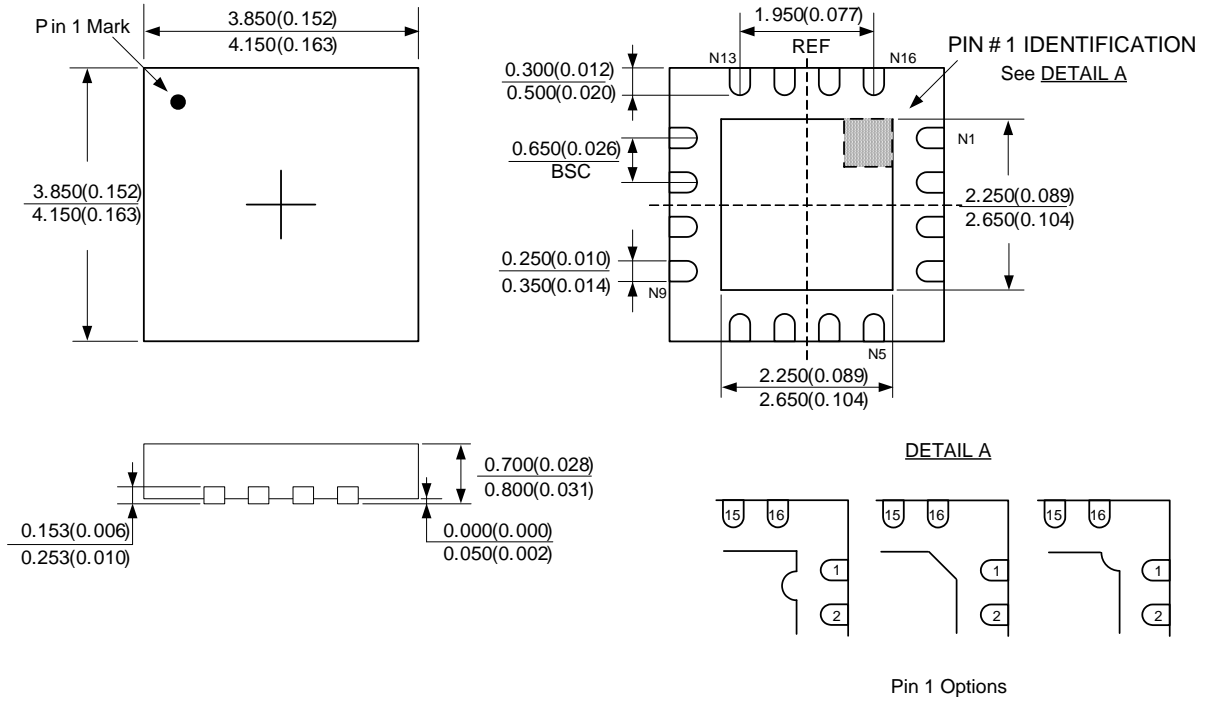 Pin 1 Mark
3.850(0.152)
4.150(0.163)
3.850(0.152)
4.150(0.163)
1.950(0.077)
REF
N13
N16
PIN # 1 IDENTIFICATION
See DETAIL A
0.300(0.012)
0.500(0.020)
N1
0.650(0.026)
BSC
2.250(0.089)
2.650(0.104)
0.250(0.010)
0.350(0.014)
N9
N5
2.250(0.089)
2.650(0.104)
0.700(0.028)
0.800(0.031)
0.153(0.006)
0.253(0.010)
0.000(0.000)
0.050(0.002)
DETAIL A
15 16
1
2
15 16
1
2
15 16
1
2
Pin 1 Options